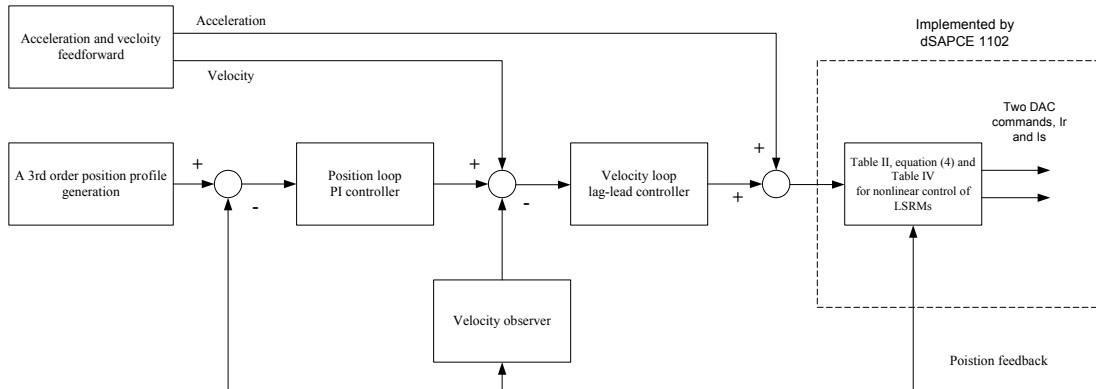 Acceleration and vecloity
feedforward
Acceleration
Velocity
Implemented by
dSAPCE 1102
Two DAC
commands, Ir
and Is
A 3rd order position profile
generation
+
-
Position loop
PI controller
+
-
Velocity loop
lag-lead controller
+
+
Table II, equation (4) and
Table IV
for nonlinear control of
LSRMs
Velocity observer
Poistion feedback